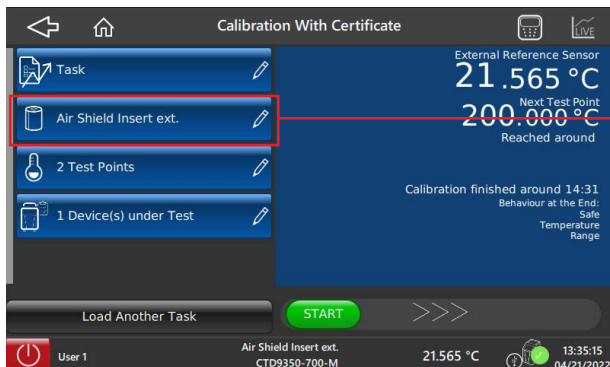 Calibration With Certificate
LIVE
Task
Air Shield Insert ext.
2 Test Points
1 Device(s) under Test
External Reference Sensor
21.565 °C
Next Test Point
200.000 °C
Reached around
Calibration finished around 14:31
Behaviour at the End:
Safe
Temperature
Range
Load Another Task
START
>>>
User 1
Air Shield Insert ext.
CTD9350-700-M
21.565 °C
13:35:15
04/21/2022